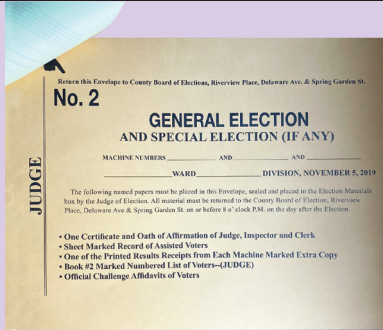 Return this Envelope to County Board of Elections, Riverview Place, Delaware Ave. & Spring Garden St.
No. 2
GENERAL ELECTION
AND SPECIAL ELECTION (IF ANY)
MACHINE NUMBERS ____________ AND ____________ AND ____________
________________WARD________________ DIVISION, NOVEMBER 5, 2019
JUDGE
The following named papers must be placed in this Envelope, sealed and placed in the Election Materials
box by the Judge of Election. All material must be returned to the County Board of Election, Riverview
Place, Delaware Ave & Spring Garden St. on or before 8 o' clock P.M. on the day after the Election.
• One Certificate and Oath of Affirmation of Judge, Inspector and Clerk
• Sheet Marked Record of Assisted Voters
• One of the Printed Results Receipts from Each Machine Marked Extra Copy
• Book #2 Marked Numbered List of Voters--(JUDGE)
• Official Challenge Affidavits of Voters